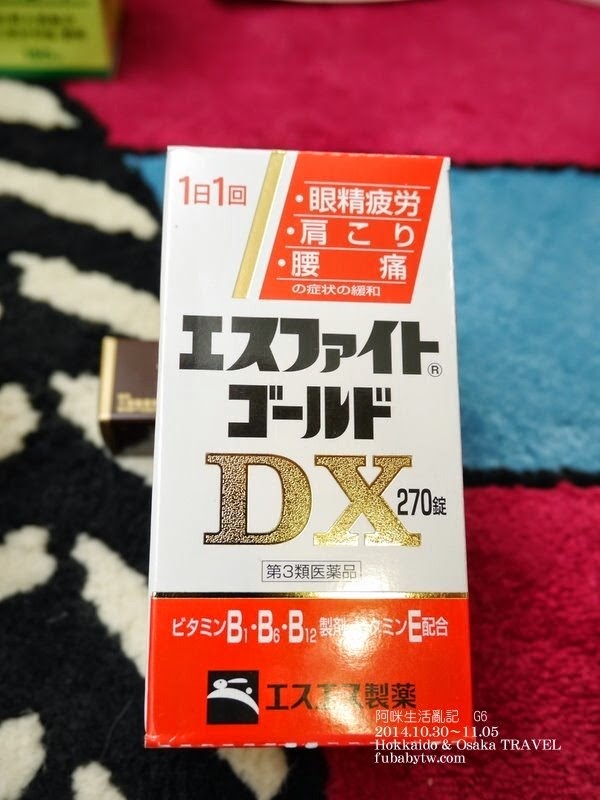 1日1回
・眼精疲労
・肩こり
・腰痛
の症状の緩和
エスファイト®
ゴールド
DX 270錠
第3類医薬品
ビタミンB1・B6・B12製剤 ビタミンE配合
エスエス製薬
阿咪生活亂記 G6
2014.10.30~11.05
Hokkaido & Osaka TRAVEL
fubabytw.com